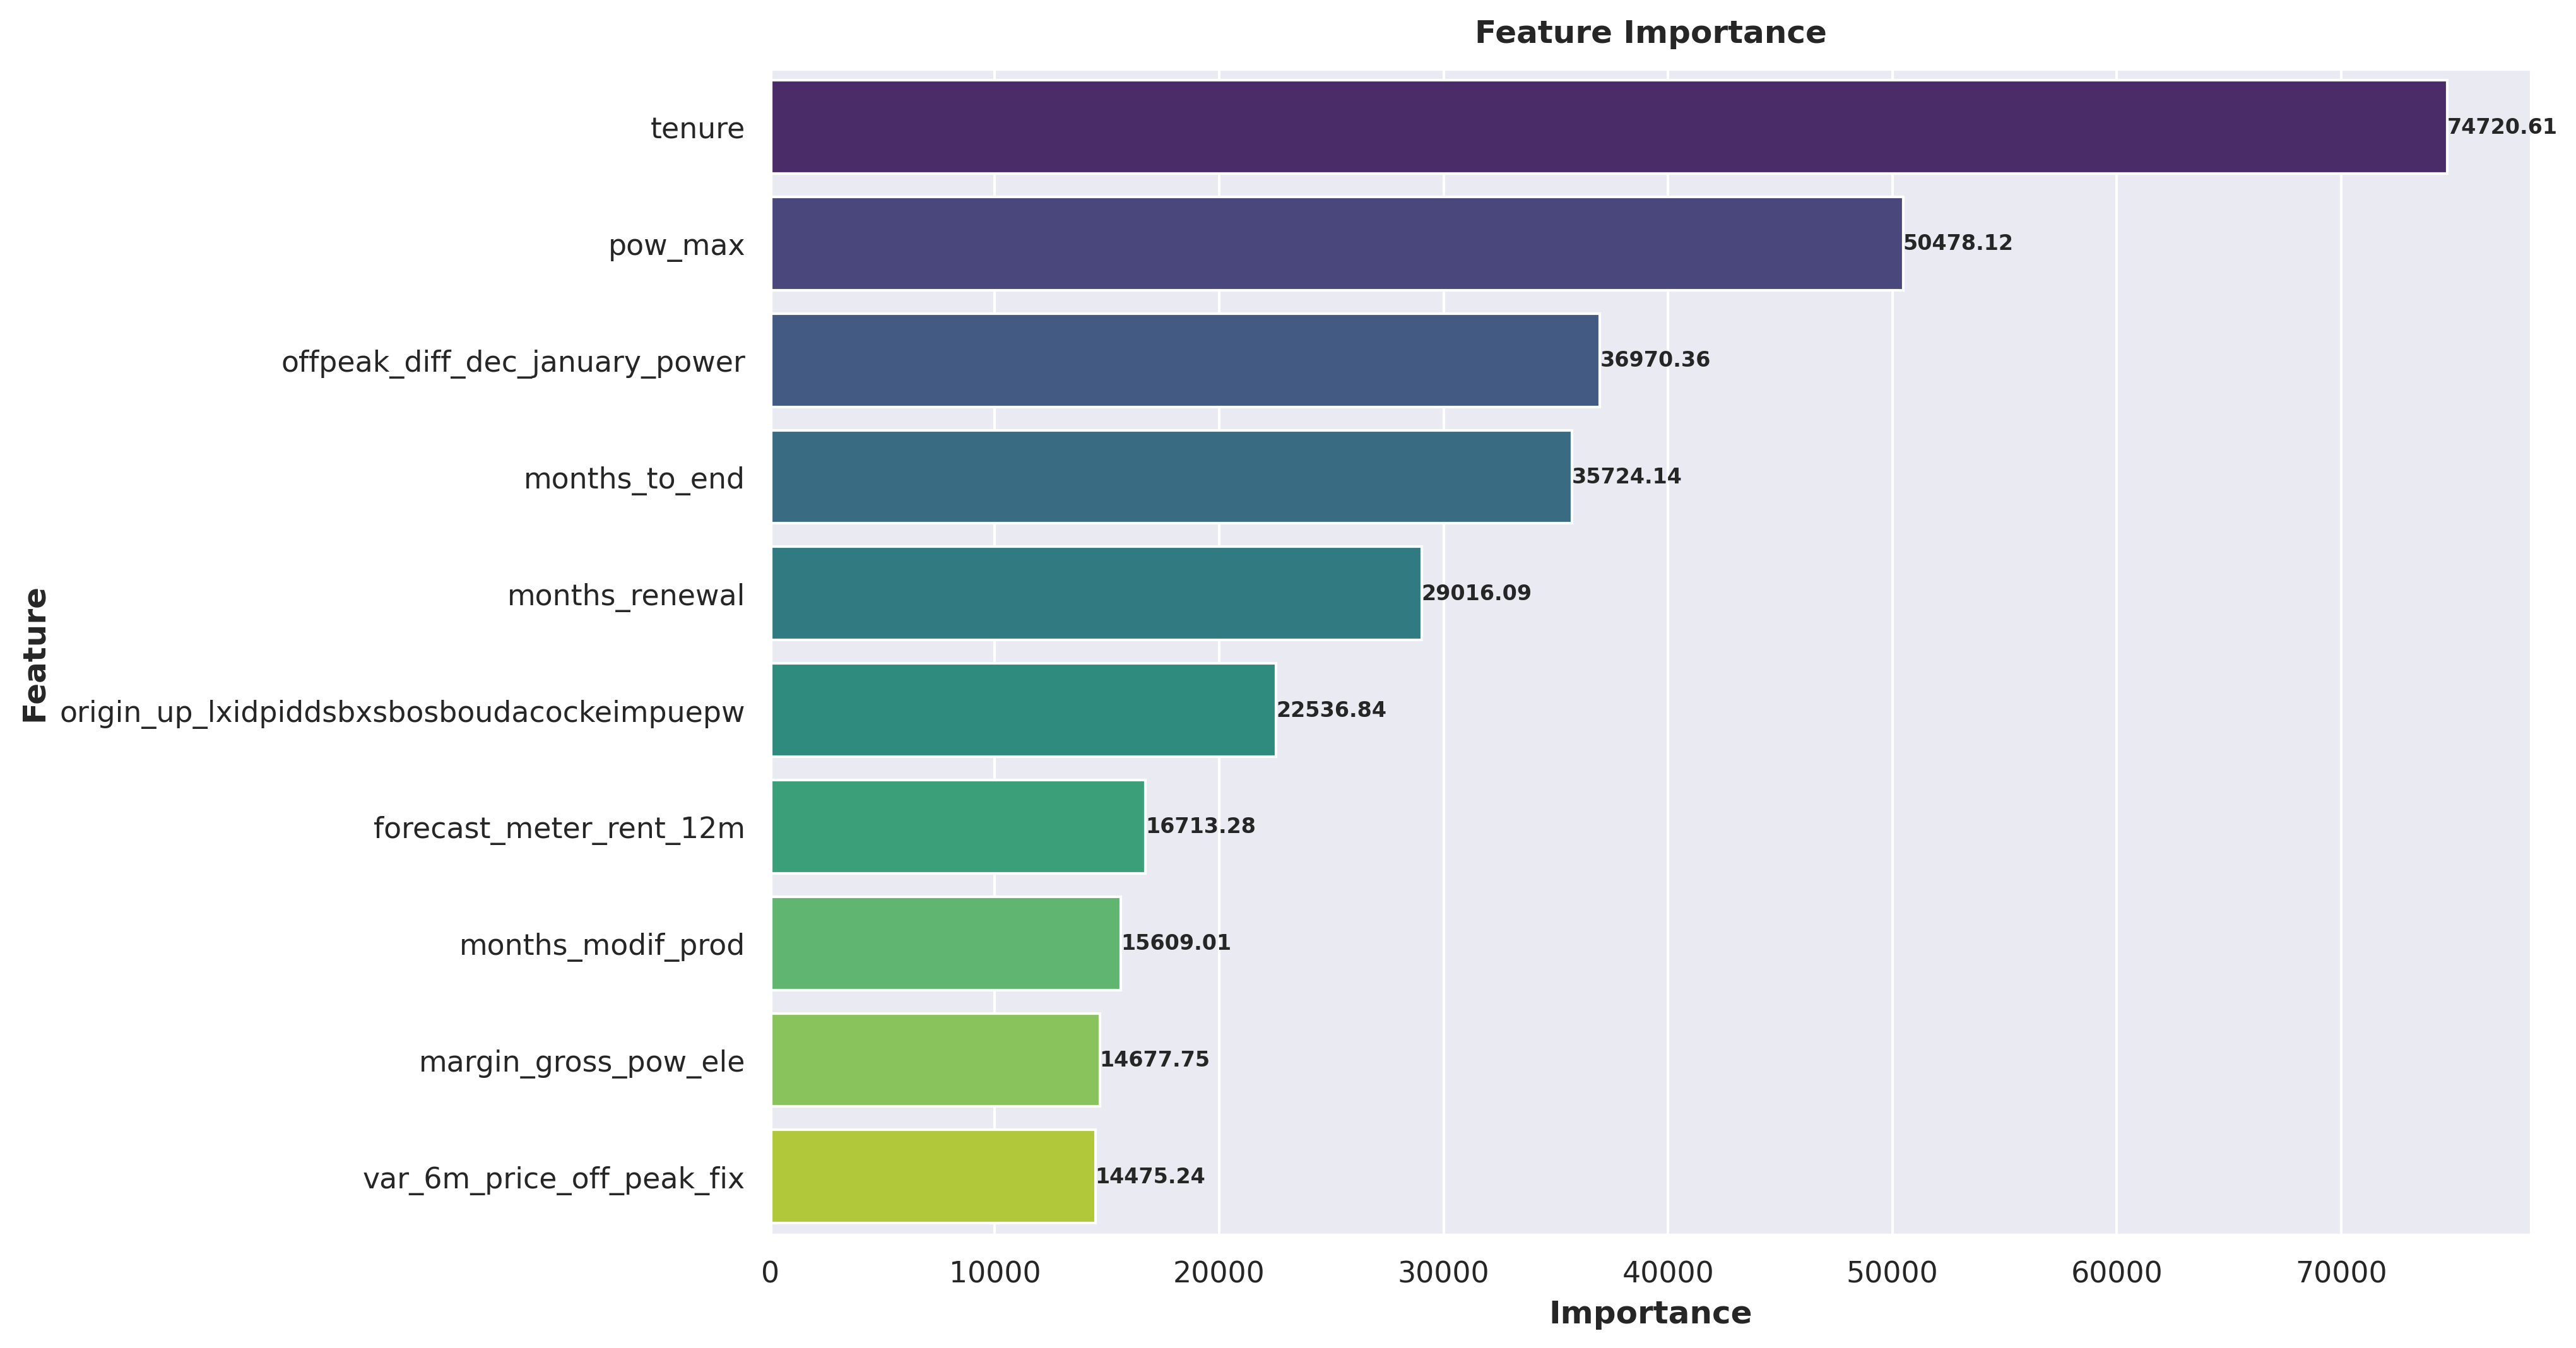 Feature Importance
tenure
74720.61
pow_max
50478.12
offpeak_diff_dec_january_power
36970.36
months_to_end
35724.14
months_renewal
29016.09
origin_up_lxidpiddsbxsbosboudacockeimpuepw
22536.84
forecast_meter_rent_12m
16713.28
months_modif_prod
15609.01
margin_gross_pow_ele
14677.75
var_6m_price_off_peak_fix
14475.24
Feature
0 10000 20000 30000 40000 50000 60000 70000
Importance